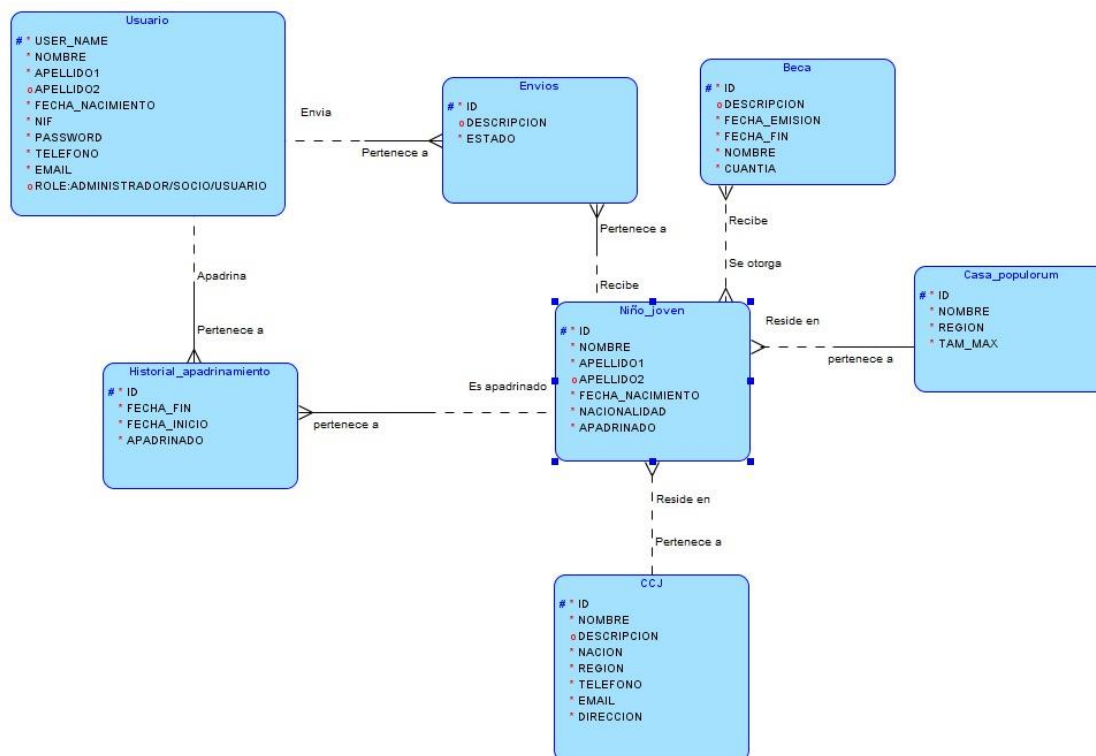 Usuario
# * USER_NAME
* NOMBRE
* APELLIDO1
o APELLIDO2
* FECHA_NACIMIENTO
* NIF
* PASSWORD
* TELEFONO
* EMAIL
o ROLE:ADMINISTRADOR/SOCIO/USUARIO
Envia
Pertenece a
Envios
# * ID
o DESCRIPCION
* ESTADO
Beca
# * ID
o DESCRIPCION
* FECHA_EMISION
* FECHA_FIN
* NOMBRE
* CUANTIA
Pertenece a
Recibe
Recibe
Se otorga
Apadrina
Pertenece a
Historial_apadrinamiento
# * ID
* FECHA_FIN
* FECHA_INICIO
* APADRINADO
Es apadrinado
pertenece a
Niño_joven
# * ID
* NOMBRE
* APELLIDO1
o APELLIDO2
* FECHA_NACIMIENTO
* NACIONALIDAD
* APADRINADO
Reside en
pertenece a
Casa_populorum
# * ID
* NOMBRE
* REGION
* TAM_MAX
Reside en
Pertenece a
CCJ
# * ID
* NOMBRE
o DESCRIPCION
* NACION
* REGION
* TELEFONO
* EMAIL
* DIRECCION